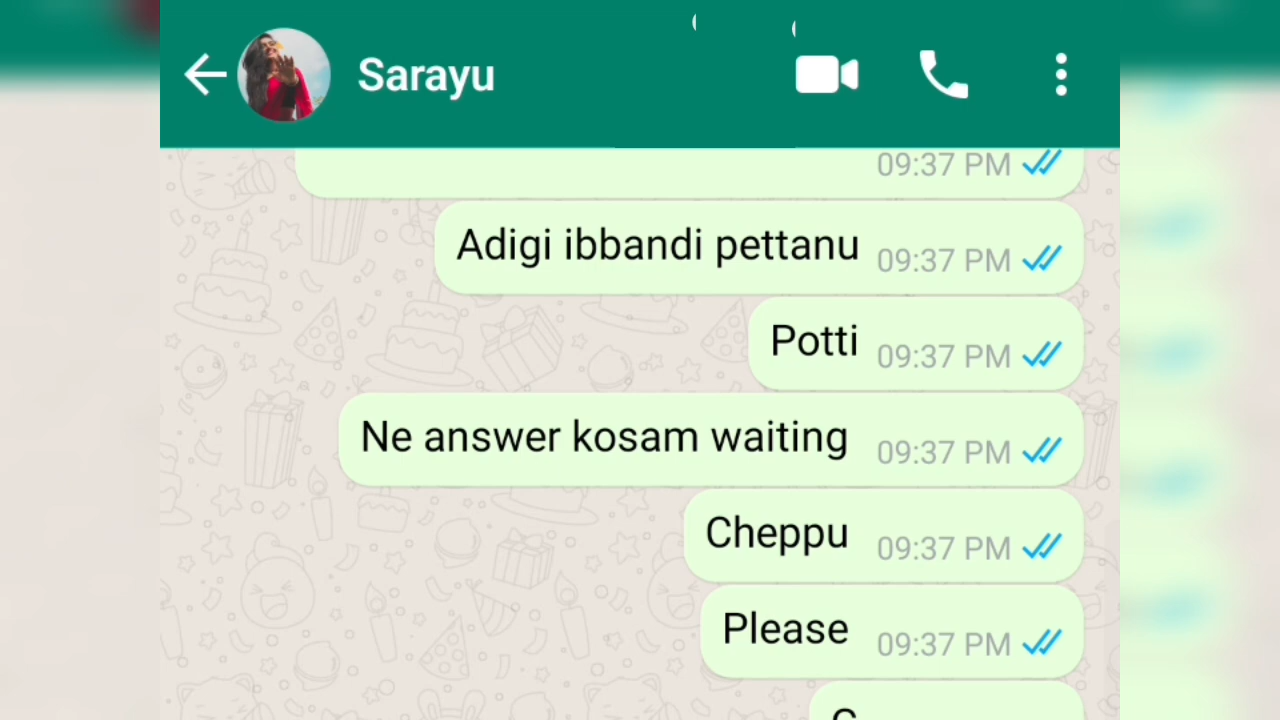 Sarayu
09:37 PM
Adigi ibbandi pettanu 09:37 PM
Potti 09:37 PM
Ne answer kosam waiting 09:37 PM
Cheppu 09:37 PM
Please 09:37 PM